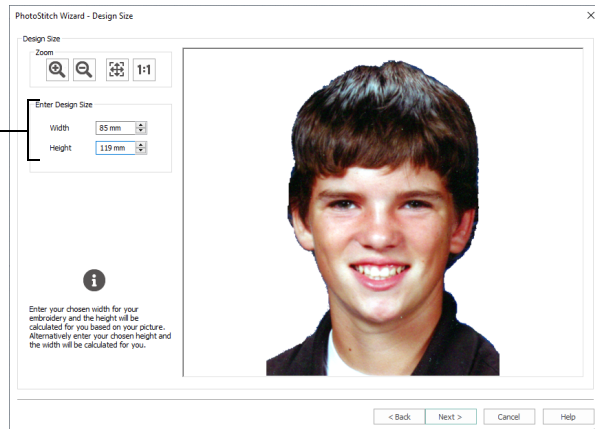 PhotoStitch Wizard - Design Size
Design Size
Zoom
1:1
Enter Design Size
Width 85 mm
Height 119 mm
Enter your chosen width for your
embroidery and the height will be
calculated for you based on your picture.
Alternatively enter your chosen height and
the width will be calculated for you.
< Back Next > Cancel Help